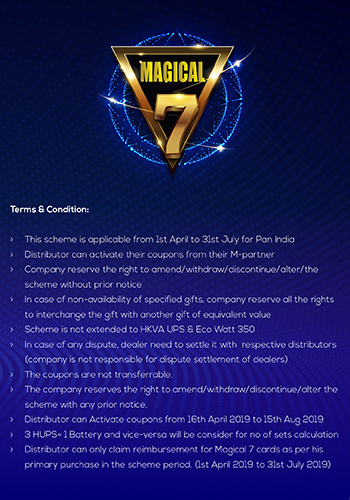 MAGICAL
7
Terms & Condition:
› This scheme is applicable from 1st April to 31st July for Pan India
› Distributor can activate their coupons from their M-partner
› Company reserve the right to amend/withdraw/discontinue/alter/the
scheme without prior notice
› In case of non-availability of specified gifts, company reserve all the rights
to interchange the gift with another gift of equivalent value
› Scheme is not extended to HKVA UPS & Eco Watt 350
› In case of any dispute, dealer need to settle it with respective distributors
(company is not responsible for dispute settlement of dealers)
› The coupons are not transferrable.
› The company reserves the right to amend/withdraw/discontinue/alter the
scheme with any prior notice.
› Distributor can Activate coupons from 16th April 2019 to 15th Aug 2019
› 3 HUPS= 1 Battery and vice-versa will be consider for no of sets calculation
› Distributor can only claim reimbursement for Magical 7 cards as per his
primary purchase in the scheme period. (1st April 2019 to 31st July 2019)